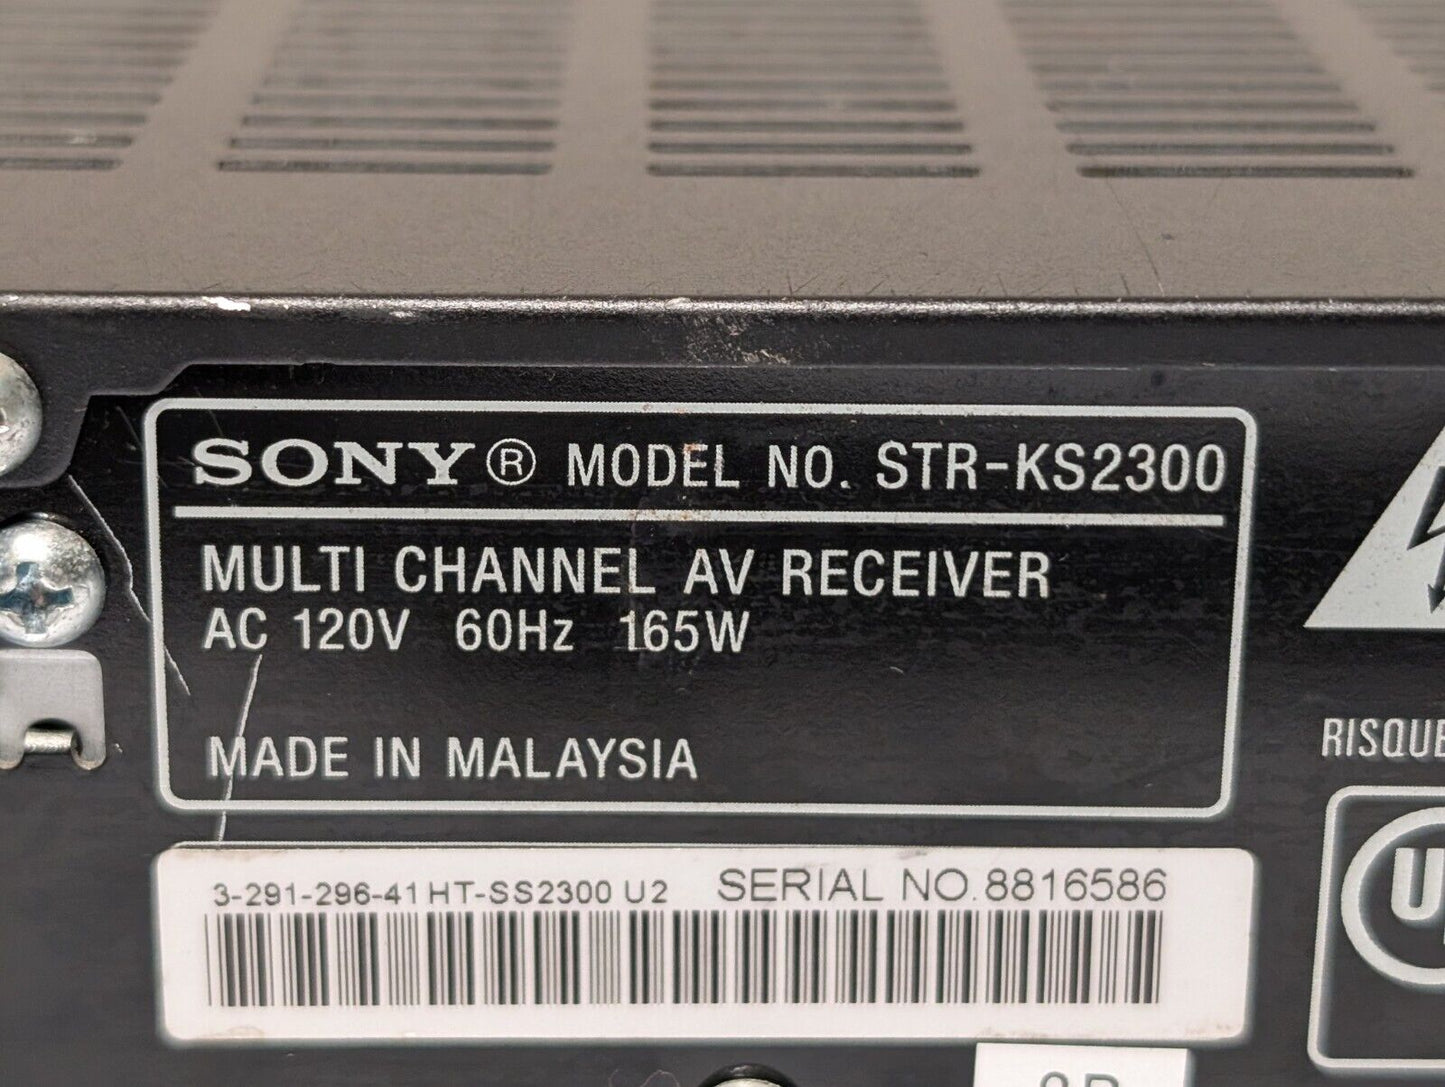 SONY® MODEL NO. STR-KS2300
MULTI CHANNEL AV RECEIVER
AC 120V 60Hz 165W
MADE IN MALAYSIA
RISQUE
3-291-296-41 HT-SS2300 U2 SERIAL NO. 8816586